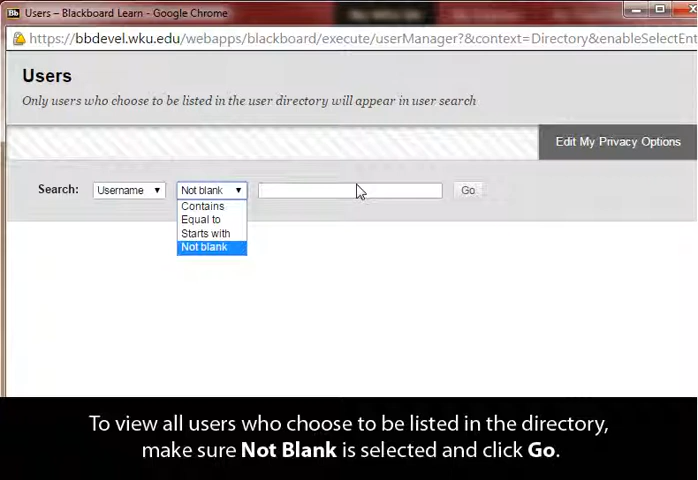 Users – Blackboard Learn - Google Chrome
https://bbdevel.wku.edu/webapps/blackboard/execute/userManager?&context=Directory&enableSelectEnt
Users
Only users who choose to be listed in the user directory will appear in user search
Edit My Privacy Options
Search: Username Not blank Go
Contains
Equal to
Starts with
Not blank
To view all users who choose to be listed in the directory,
make sure Not Blank is selected and click Go.